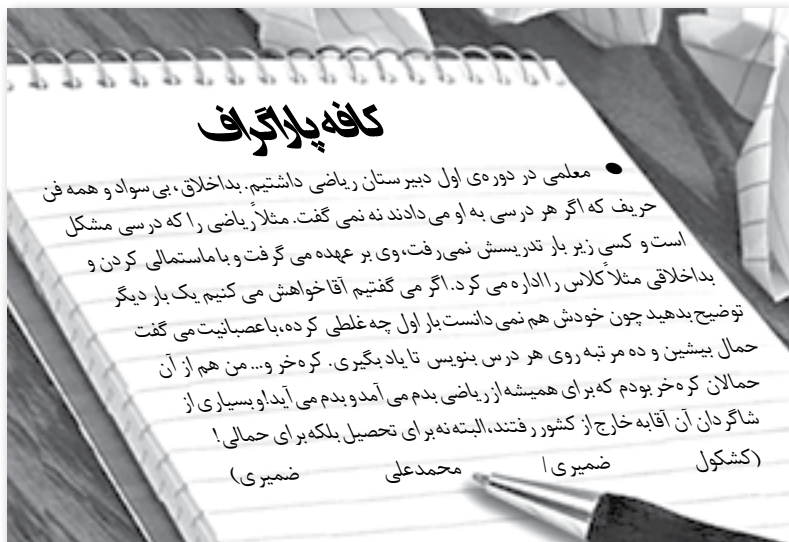 کافه پاراگراف
● معلمی در دوره‌ی اول دبیرستان ریاضی داشتیم. بداخلاق، بی‌سواد و همه فن
حریف که اگر هر درسی به او می‌دادند نه نمی گفت. مثلاً ریاضی را که درسی مشکل
است و کسی زیر بار تدریسش نمی‌رفت، وی بر عهده می گرفت و با ماستمالی کردن و
بداخلاقی مثلاً کلاس را اداره می کرد. اگر می گفتیم آقا خواهش می کنیم یک بار دیگر
توضیح بدهید چون خودش هم نمی دانست بار اول چه غلطی کرده، با عصبانیت می گفت
حمال بیشین و ده مرتبه روی هر درس بنویس تا یاد بگیری. کره خر و... من هم از آن
حمالان کره خر بودم که برای همیشه از ریاضی بدم می آمد و بدم می آید او بسیاری از
شاگردان آن آقا به خارج از کشور رفتند، البته نه برای تحصیل بلکه برای حمالی!
(کشکول ضمیری / محمدعلی ضمیری)